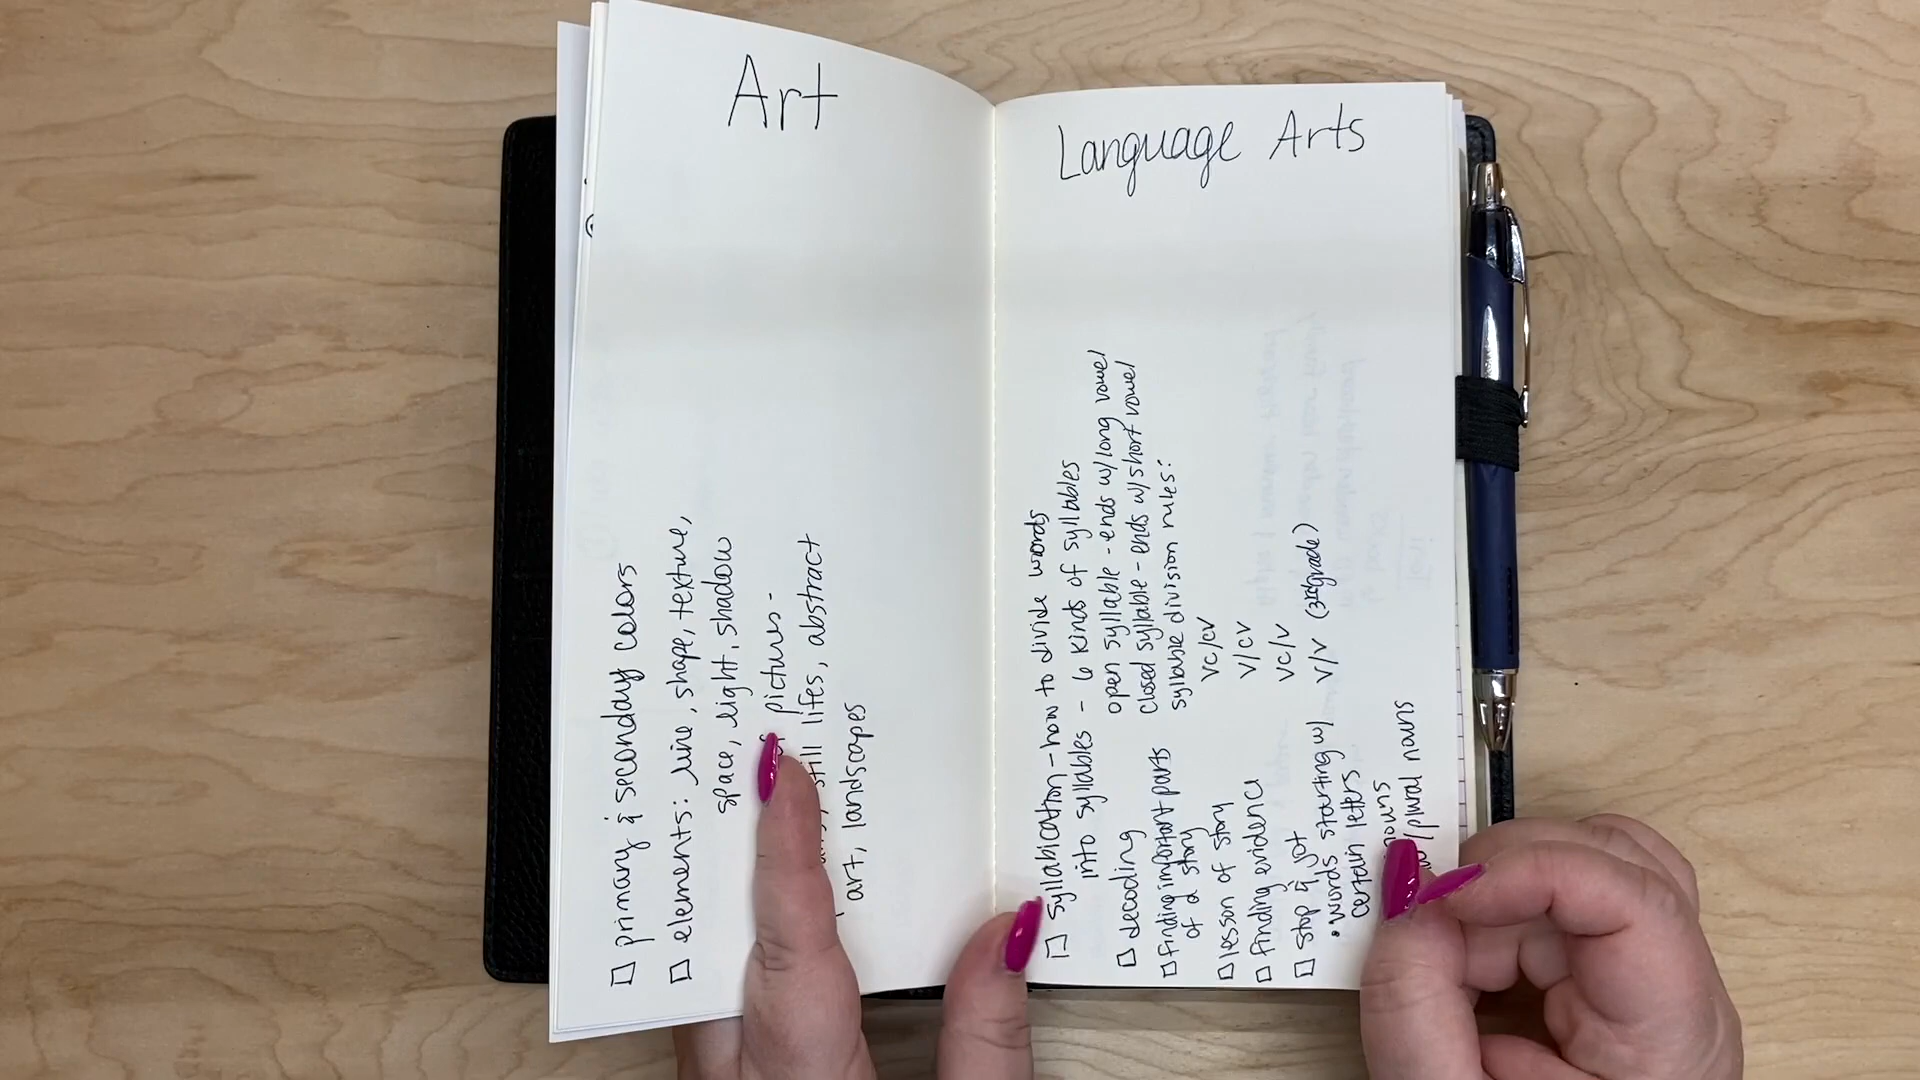 Art
□ primary & seconday colors
□ elements: line, shape, texture,
space, light, shadow
pictures -
still lifes, abstract
art, landscapes
Language Arts
□ syllabication - how to divide words
into syllables - 6 kinds of syllables
open syllable - ends w/long vowel
closed syllable - ends w/short vowel
syllable division rules:
VC/CV
V/CV
VC/V
V/V (3rd grade)
□ decoding
□ finding important parts
of a story
□ lesson of story
□ finding evidence
□ stop & jot
• words starting w/
certain letters
/plural nouns